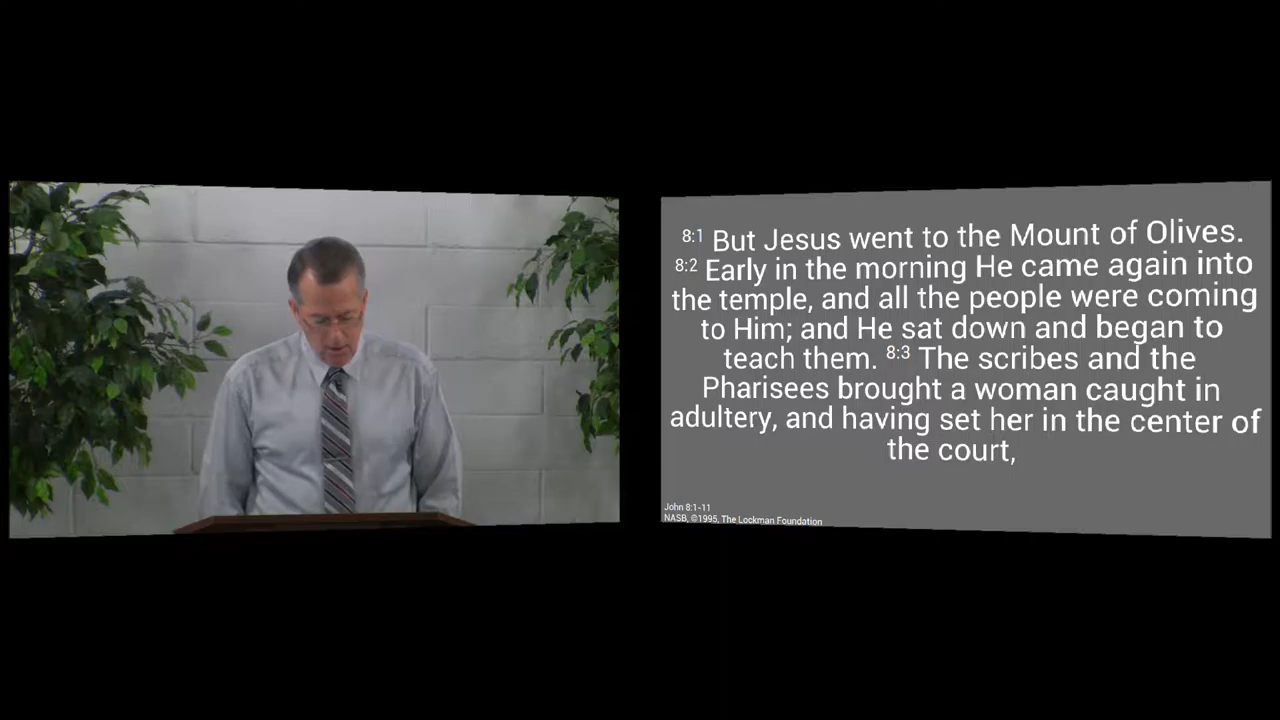 8:1 But Jesus went to the Mount of Olives.
8:2 Early in the morning He came again into
the temple, and all the people were coming
to Him; and He sat down and began to
teach them. 8:3 The scribes and the
Pharisees brought a woman caught in
adultery, and having set her in the center of
the court,
John 8:1-11
NASB, ©1995, The Lockman Foundation